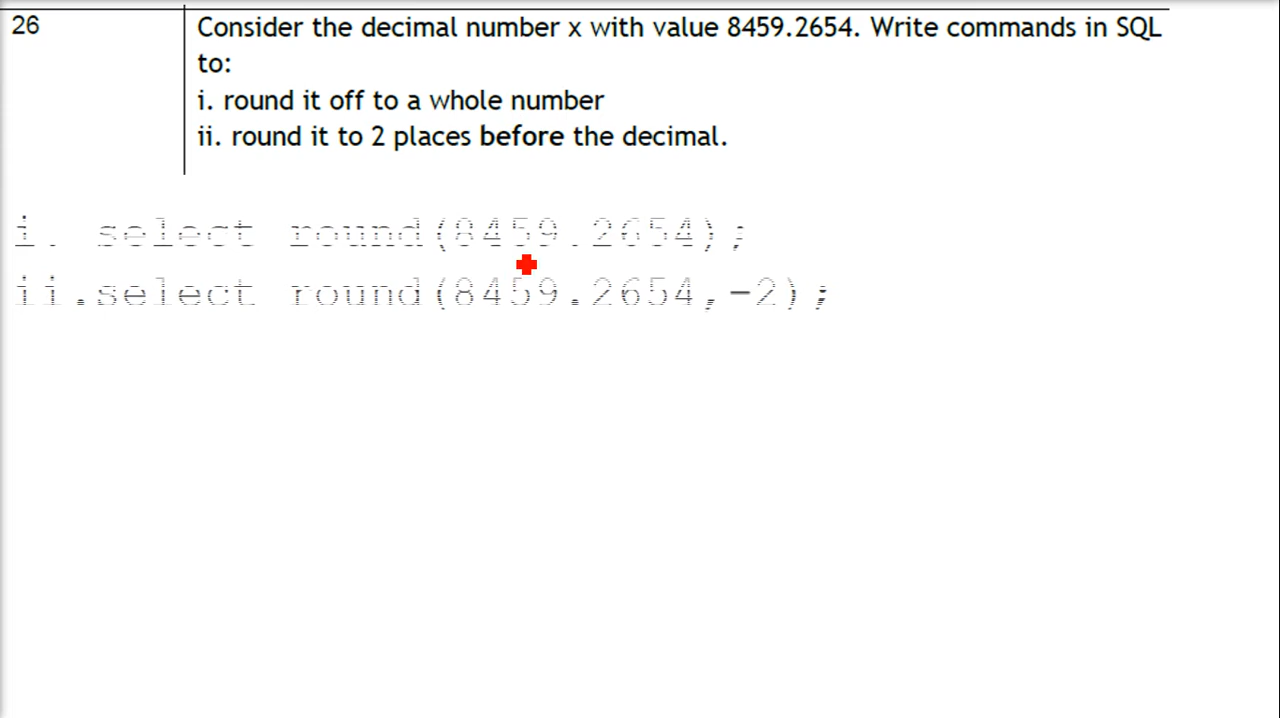 26
Consider the decimal number x with value 8459.2654. Write commands in SQL
to:
i. round it off to a whole number
ii. round it to 2 places before the decimal.
i. select round(8459.2654);
ii.select round(8459.2654,-2);